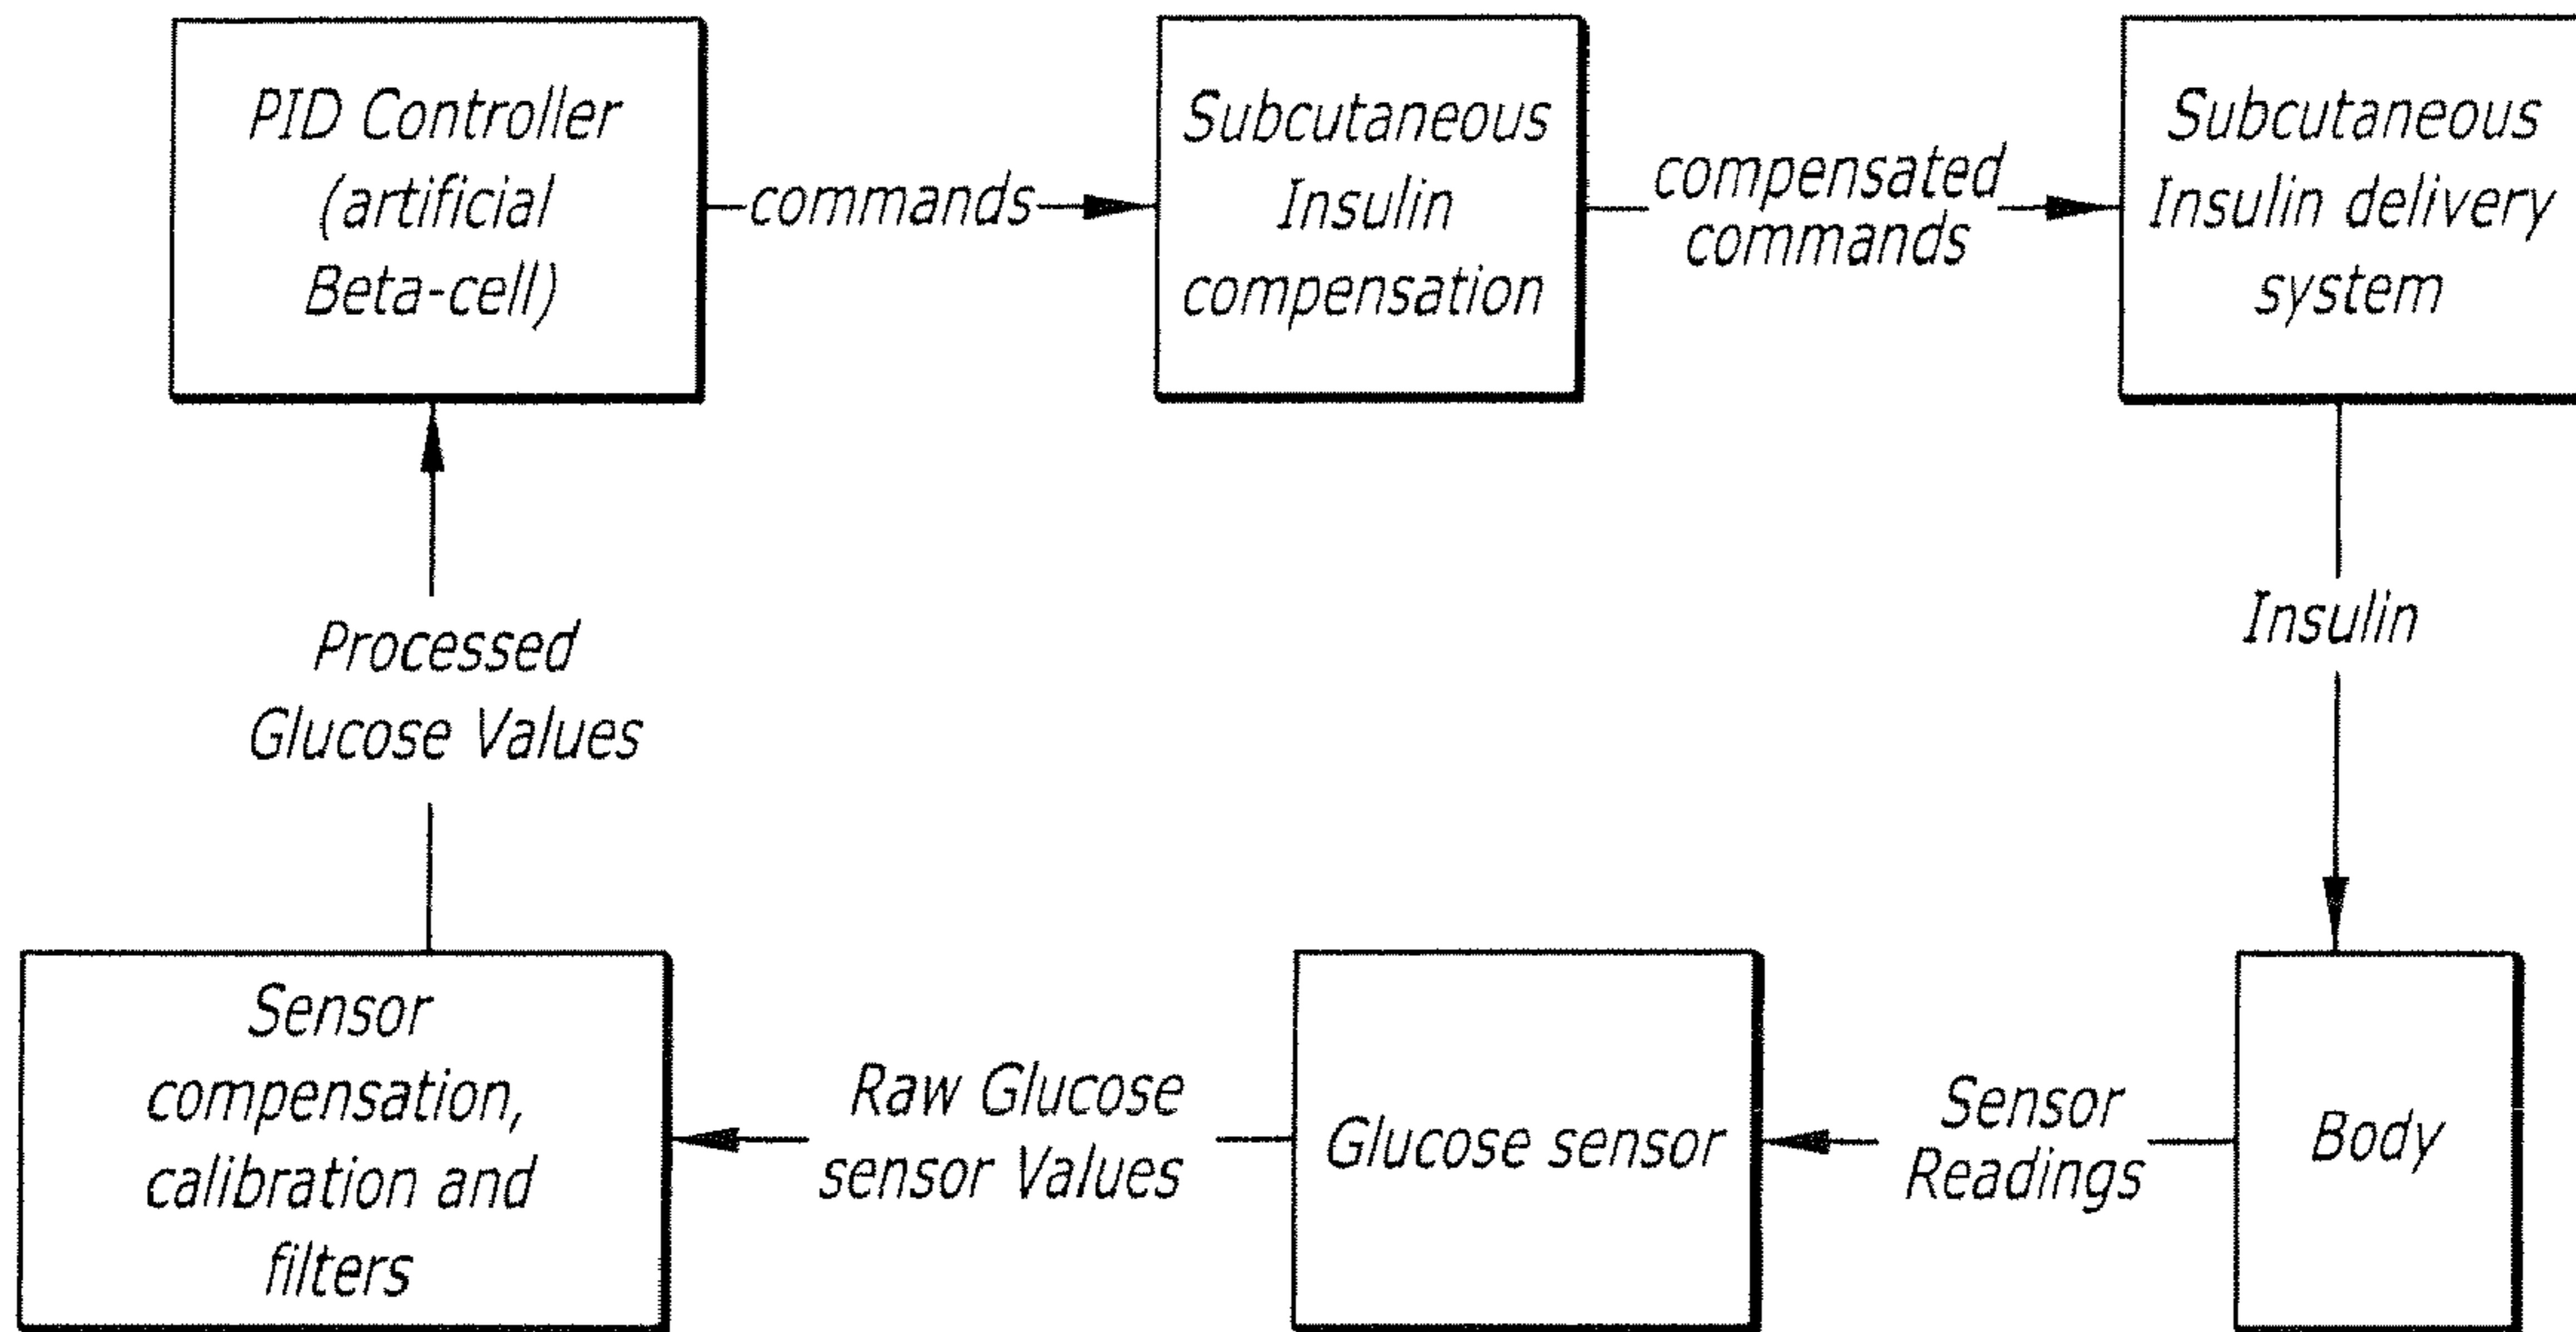 PID Controller
(artificial
Beta-cell)
commands
Subcutaneous
Insulin
compensation
compensated
commands
Subcutaneous
Insulin delivery
system
Insulin
Body
Sensor
Readings
Glucose sensor
Raw Glucose
sensor Values
Sensor
compensation,
calibration and
filters
Processed
Glucose Values